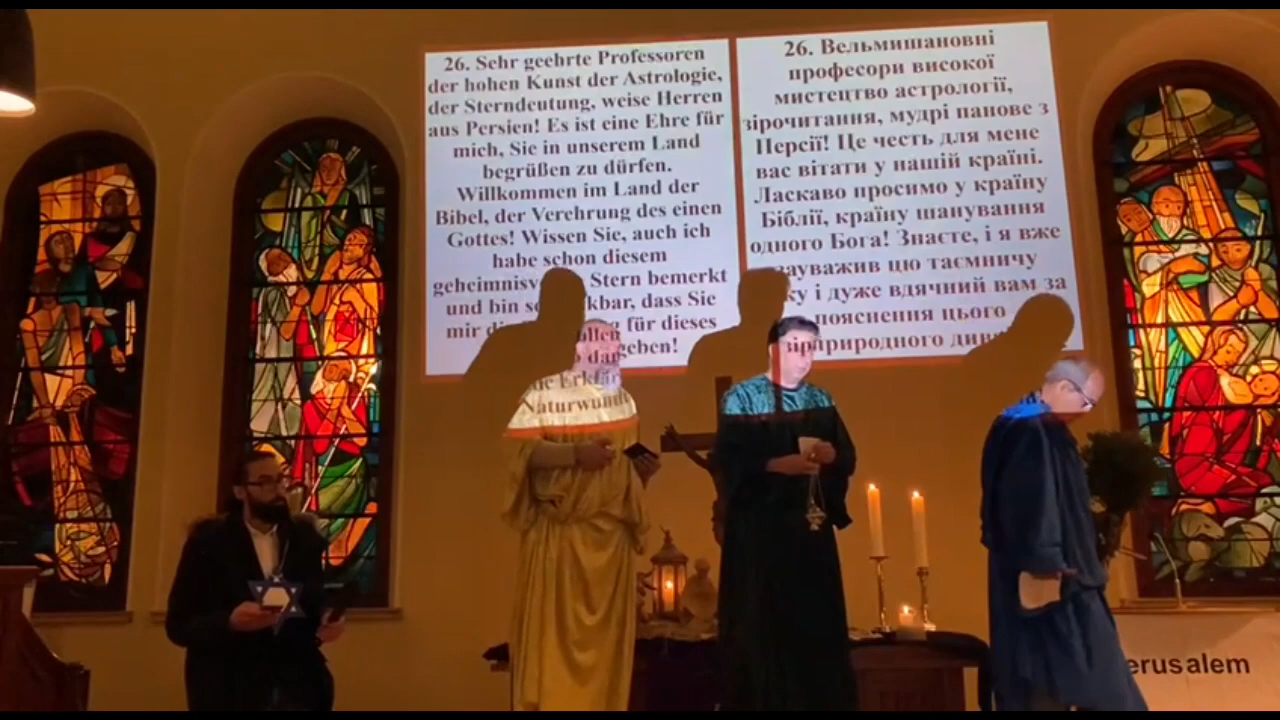 26. Sehr geehrte Professoren
der hohen Kunst der Astrologie,
der Sterndeutung, weise Herren
aus Persien! Es ist eine Ehre für
mich, Sie in unserem Land
begrüßen zu dürfen.
Willkommen im Land der
Bibel, der Verehrung des einen
Gottes! Wissen Sie, auch ich
habe schon diesem
Stern bemerkt
und bin dass Sie
mir für dieses
Naturwund
26. Вельмишановні
професори високої
мистецтво астрології,
зірочитання, мудрі панове з
Персії! Це честь для мене
вас вітати у нашій країні.
Ласкаво просимо у країну
Біблії, країну шанування
одного Бога! Знаєте, і я вже
зауважив цю таємничу
і дуже вдячний вам за
пояснення цього
erusalem